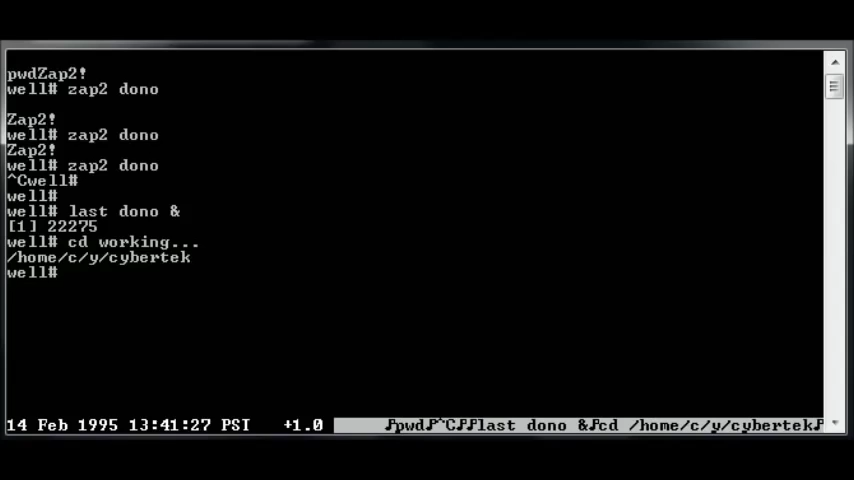 pwdZap2!
well# zap2 dono
Zap2!
well# zap2 dono
Zap2!
well# zap2 dono
^Cwell#
well#
well# last dono &
[1] 22275
well# cd working...
/home/c/y/cybertek
well#
14 Feb 1995 13:41:27 PSI +1.0 ♪pwd♪^C♪♪last dono &♪cd /home/c/y/cybertek♪